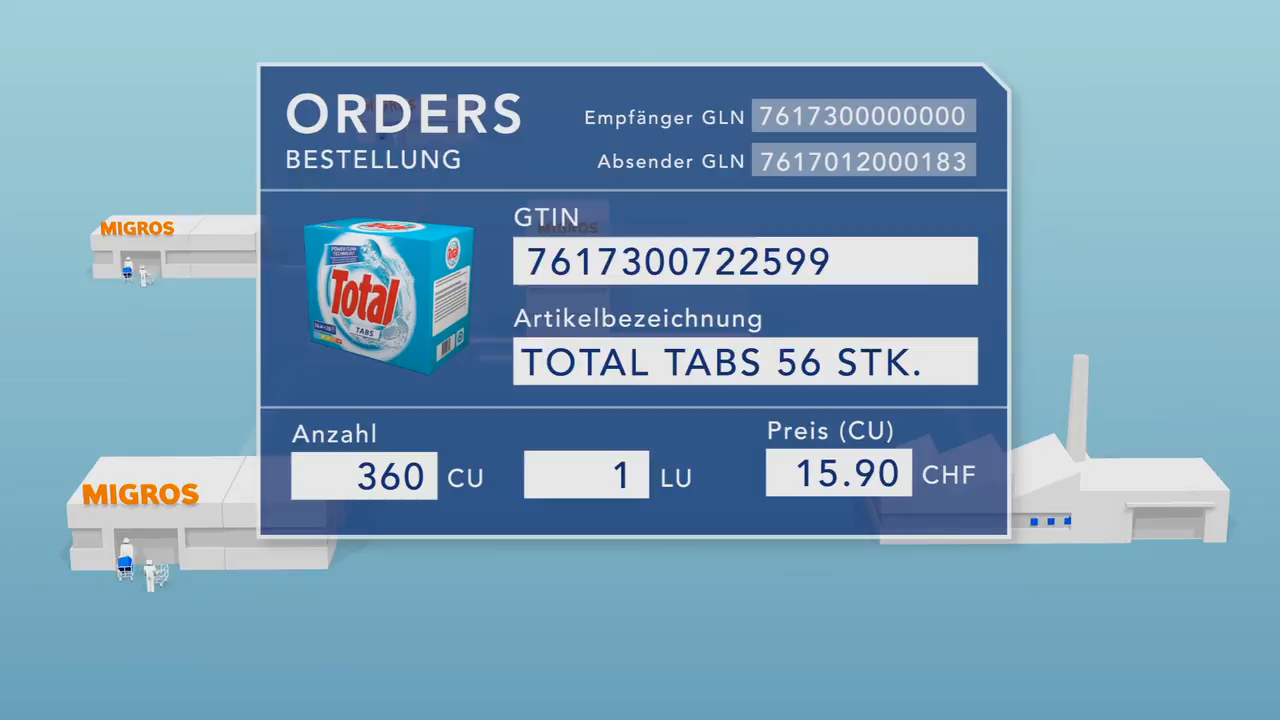 ORDERS
BESTELLUNG
Empfänger GLN 7617300000000
Absender GLN 7617012000183
MIGROS
GTIN
7617300722599
Total
TABS
Artikelbezeichnung
TOTAL TABS 56 STK.
Anzahl
360 CU
1 LU
Preis (CU)
15.90 CHF
MIGROS